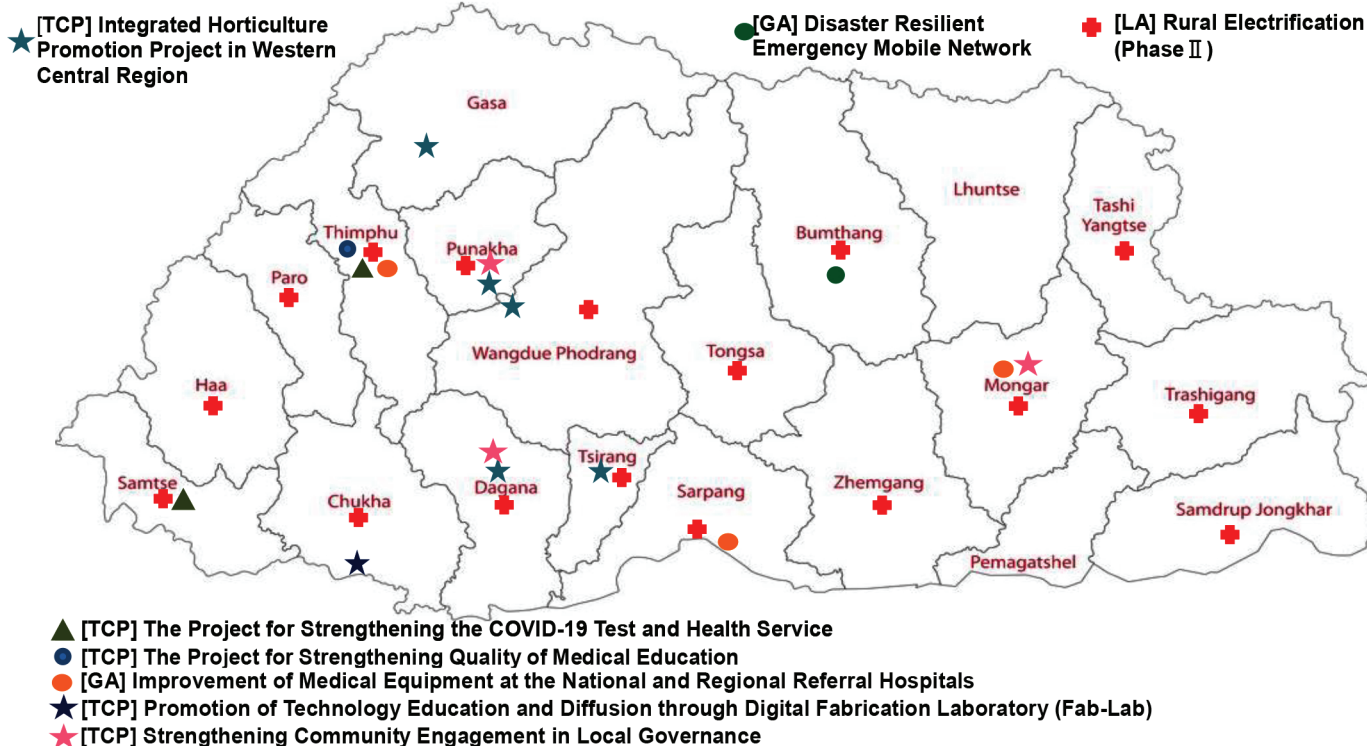 [TCP] Integrated Horticulture
Promotion Project in Western
Central Region
[GA] Disaster Resilient
Emergency Mobile Network
[LA] Rural Electrification
(Phase Ⅱ)
Gasa
Lhuntse
Tashi
Yangtse
Thimphu
Punakha
Bumthang
Paro
Wangdue Phodrang
Tongsa
Haa
Mongar
Trashigang
Samtse
Chukha
Dagana
Tsirang
Sarpang
Zhemgang
Samdrup Jongkhar
Pemagatshel
[TCP] The Project for Strengthening the COVID-19 Test and Health Service
[TCP] The Project for Strengthening Quality of Medical Education
[GA] Improvement of Medical Equipment at the National and Regional Referral Hospitals
[TCP] Promotion of Technology Education and Diffusion through Digital Fabrication Laboratory (Fab-Lab)
[TCP] Strengthening Community Engagement in Local Governance